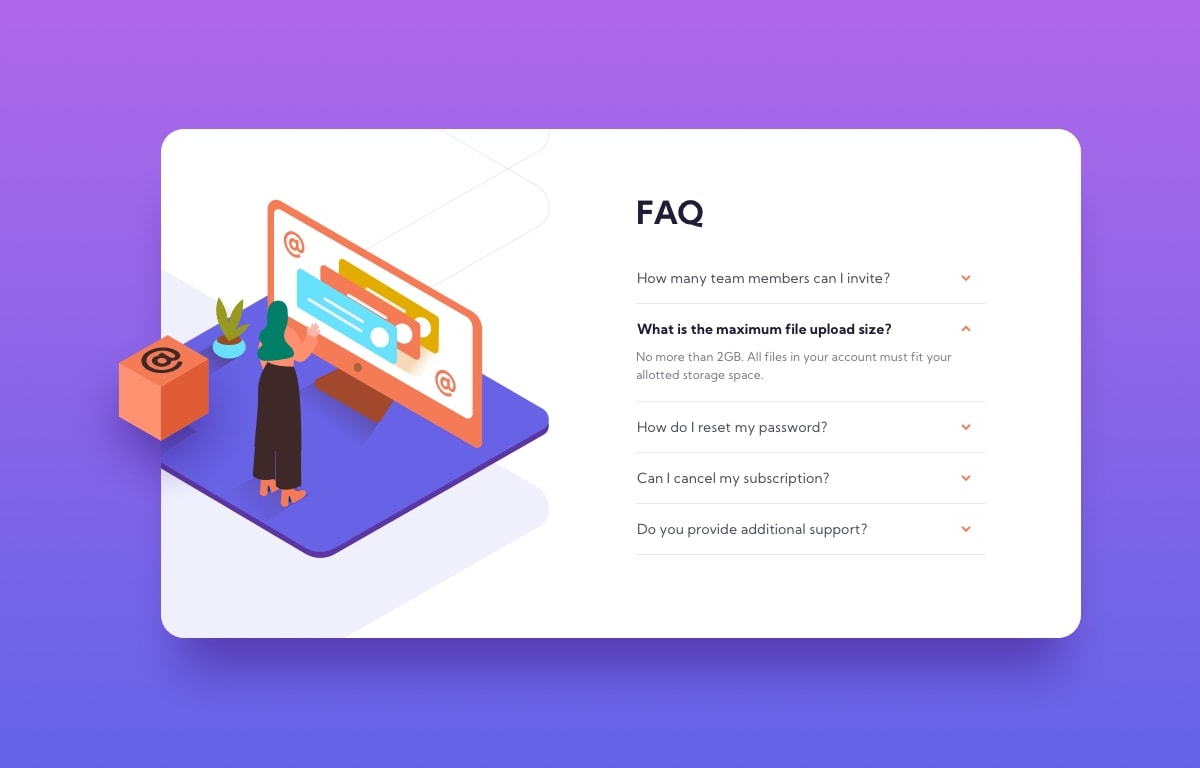 FAQ
How many team members can I invite?
What is the maximum file upload size?
No more than 2GB. All files in your account must fit your
allotted storage space.
How do I reset my password?
Can I cancel my subscription?
Do you provide additional support?
@
@
@